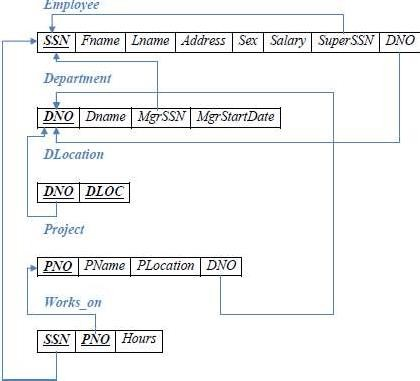 Employee
SSN Fname Lname Address Sex Salary SuperSSN DNO
Department
DNO Dname MgrSSN MgrStartDate
DLocation
DNO DLOC
Project
PNO PName PLocation DNO
Works_on
SSN PNO Hours